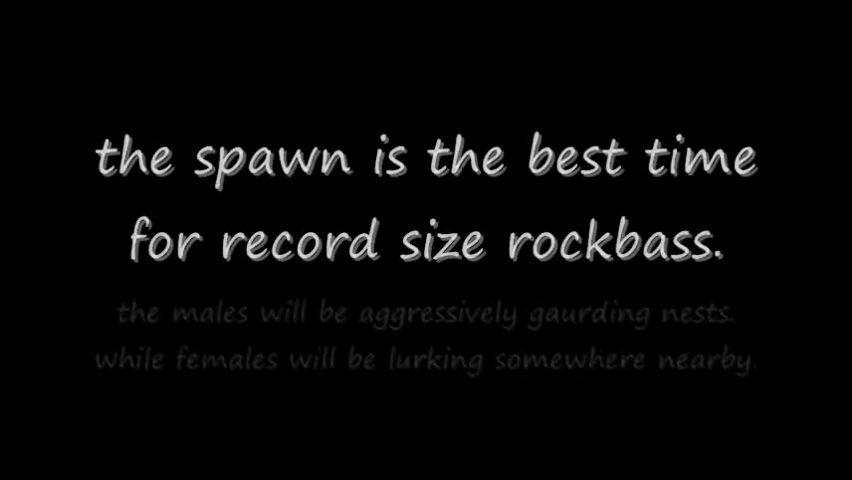 the spawn is the best time
for record size rockbass.
the males will be aggressively gaurding nests.
while females will be lurking somewhere nearby.